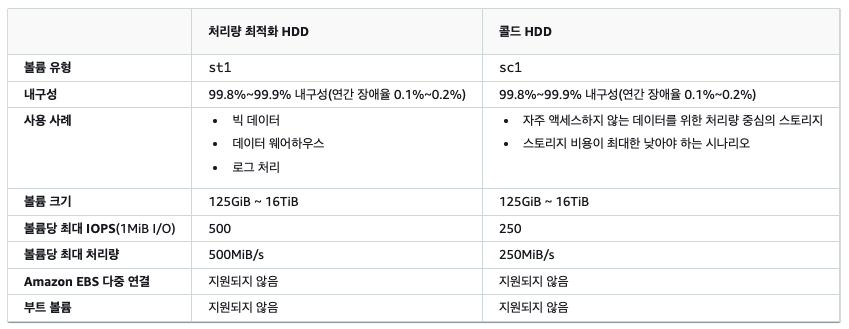 처리량 최적화 HDD 콜드 HDD
볼륨 유형 st1 sc1
내구성 99.8%~99.9% 내구성(연간 장애율 0.1%~0.2%) 99.8%~99.9% 내구성(연간 장애율 0.1%~0.2%)
사용 사례 • 빅 데이터 • 자주 액세스하지 않는 데이터를 위한 처리량 중심의 스토리지
• 데이터 웨어하우스 • 스토리지 비용이 최대한 낮아야 하는 시나리오
• 로그 처리
볼륨 크기 125GiB ~ 16TiB 125GiB ~ 16TiB
볼륨당 최대 IOPS(1MiB I/O) 500 250
볼륨당 최대 처리량 500MiB/s 250MiB/s
Amazon EBS 다중 연결 지원되지 않음 지원되지 않음
부트 볼륨 지원되지 않음 지원되지 않음